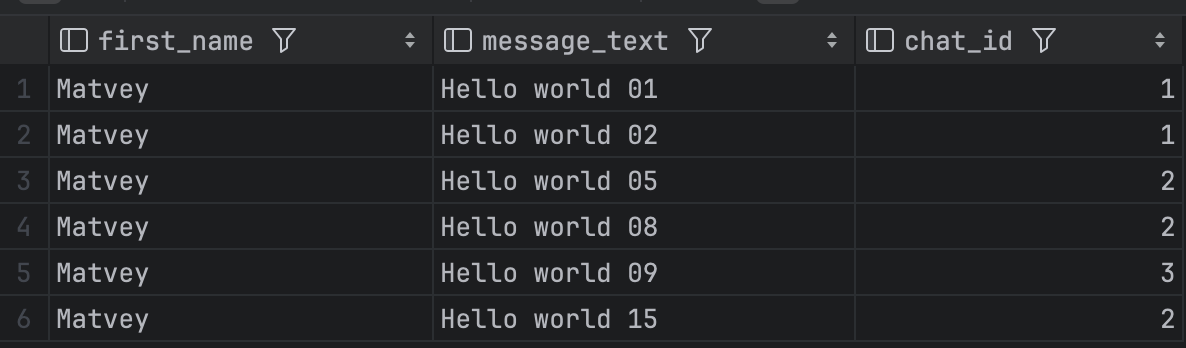 first_name message_text chat_id
1 Matvey Hello world 01 1
2 Matvey Hello world 02 1
3 Matvey Hello world 05 2
4 Matvey Hello world 08 2
5 Matvey Hello world 09 3
6 Matvey Hello world 15 2